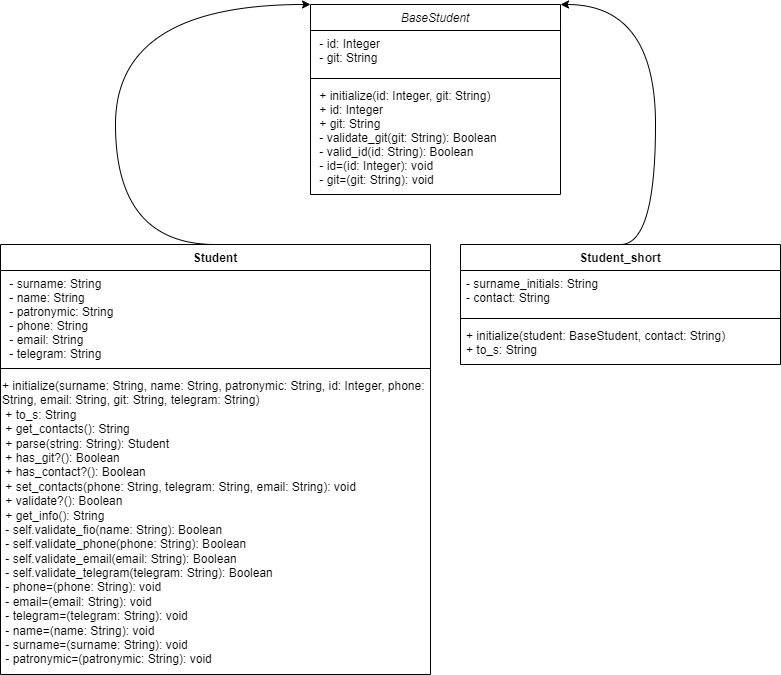 BaseStudent
- id: Integer
- git: String
+ initialize(id: Integer, git: String)
+ id: Integer
+ git: String
- validate_git(git: String): Boolean
- valid_id(id: String): Boolean
- id=(id: Integer): void
- git=(git: String): void
Student
- surname: String
- name: String
- patronymic: String
- phone: String
- email: String
- telegram: String
+ initialize(surname: String, name: String, patronymic: String, id: Integer, phone:
String, email: String, git: String, telegram: String)
+ to_s: String
+ get_contacts(): String
+ parse(string: String): Student
+ has_git?(): Boolean
+ has_contact?(): Boolean
+ set_contacts(phone: String, telegram: String, email: String): void
+ validate?(): Boolean
+ get_info(): String
- self.validate_fio(name: String): Boolean
- self.validate_phone(phone: String): Boolean
- self.validate_email(email: String): Boolean
- self.validate_telegram(telegram: String): Boolean
- phone=(phone: String): void
- email=(email: String): void
- telegram=(telegram: String): void
- name=(name: String): void
- surname=(surname: String): void
- patronymic=(patronymic: String): void
Student_short
- surname_initials: String
- contact: String
+ initialize(student: BaseStudent, contact: String)
+ to_s: String